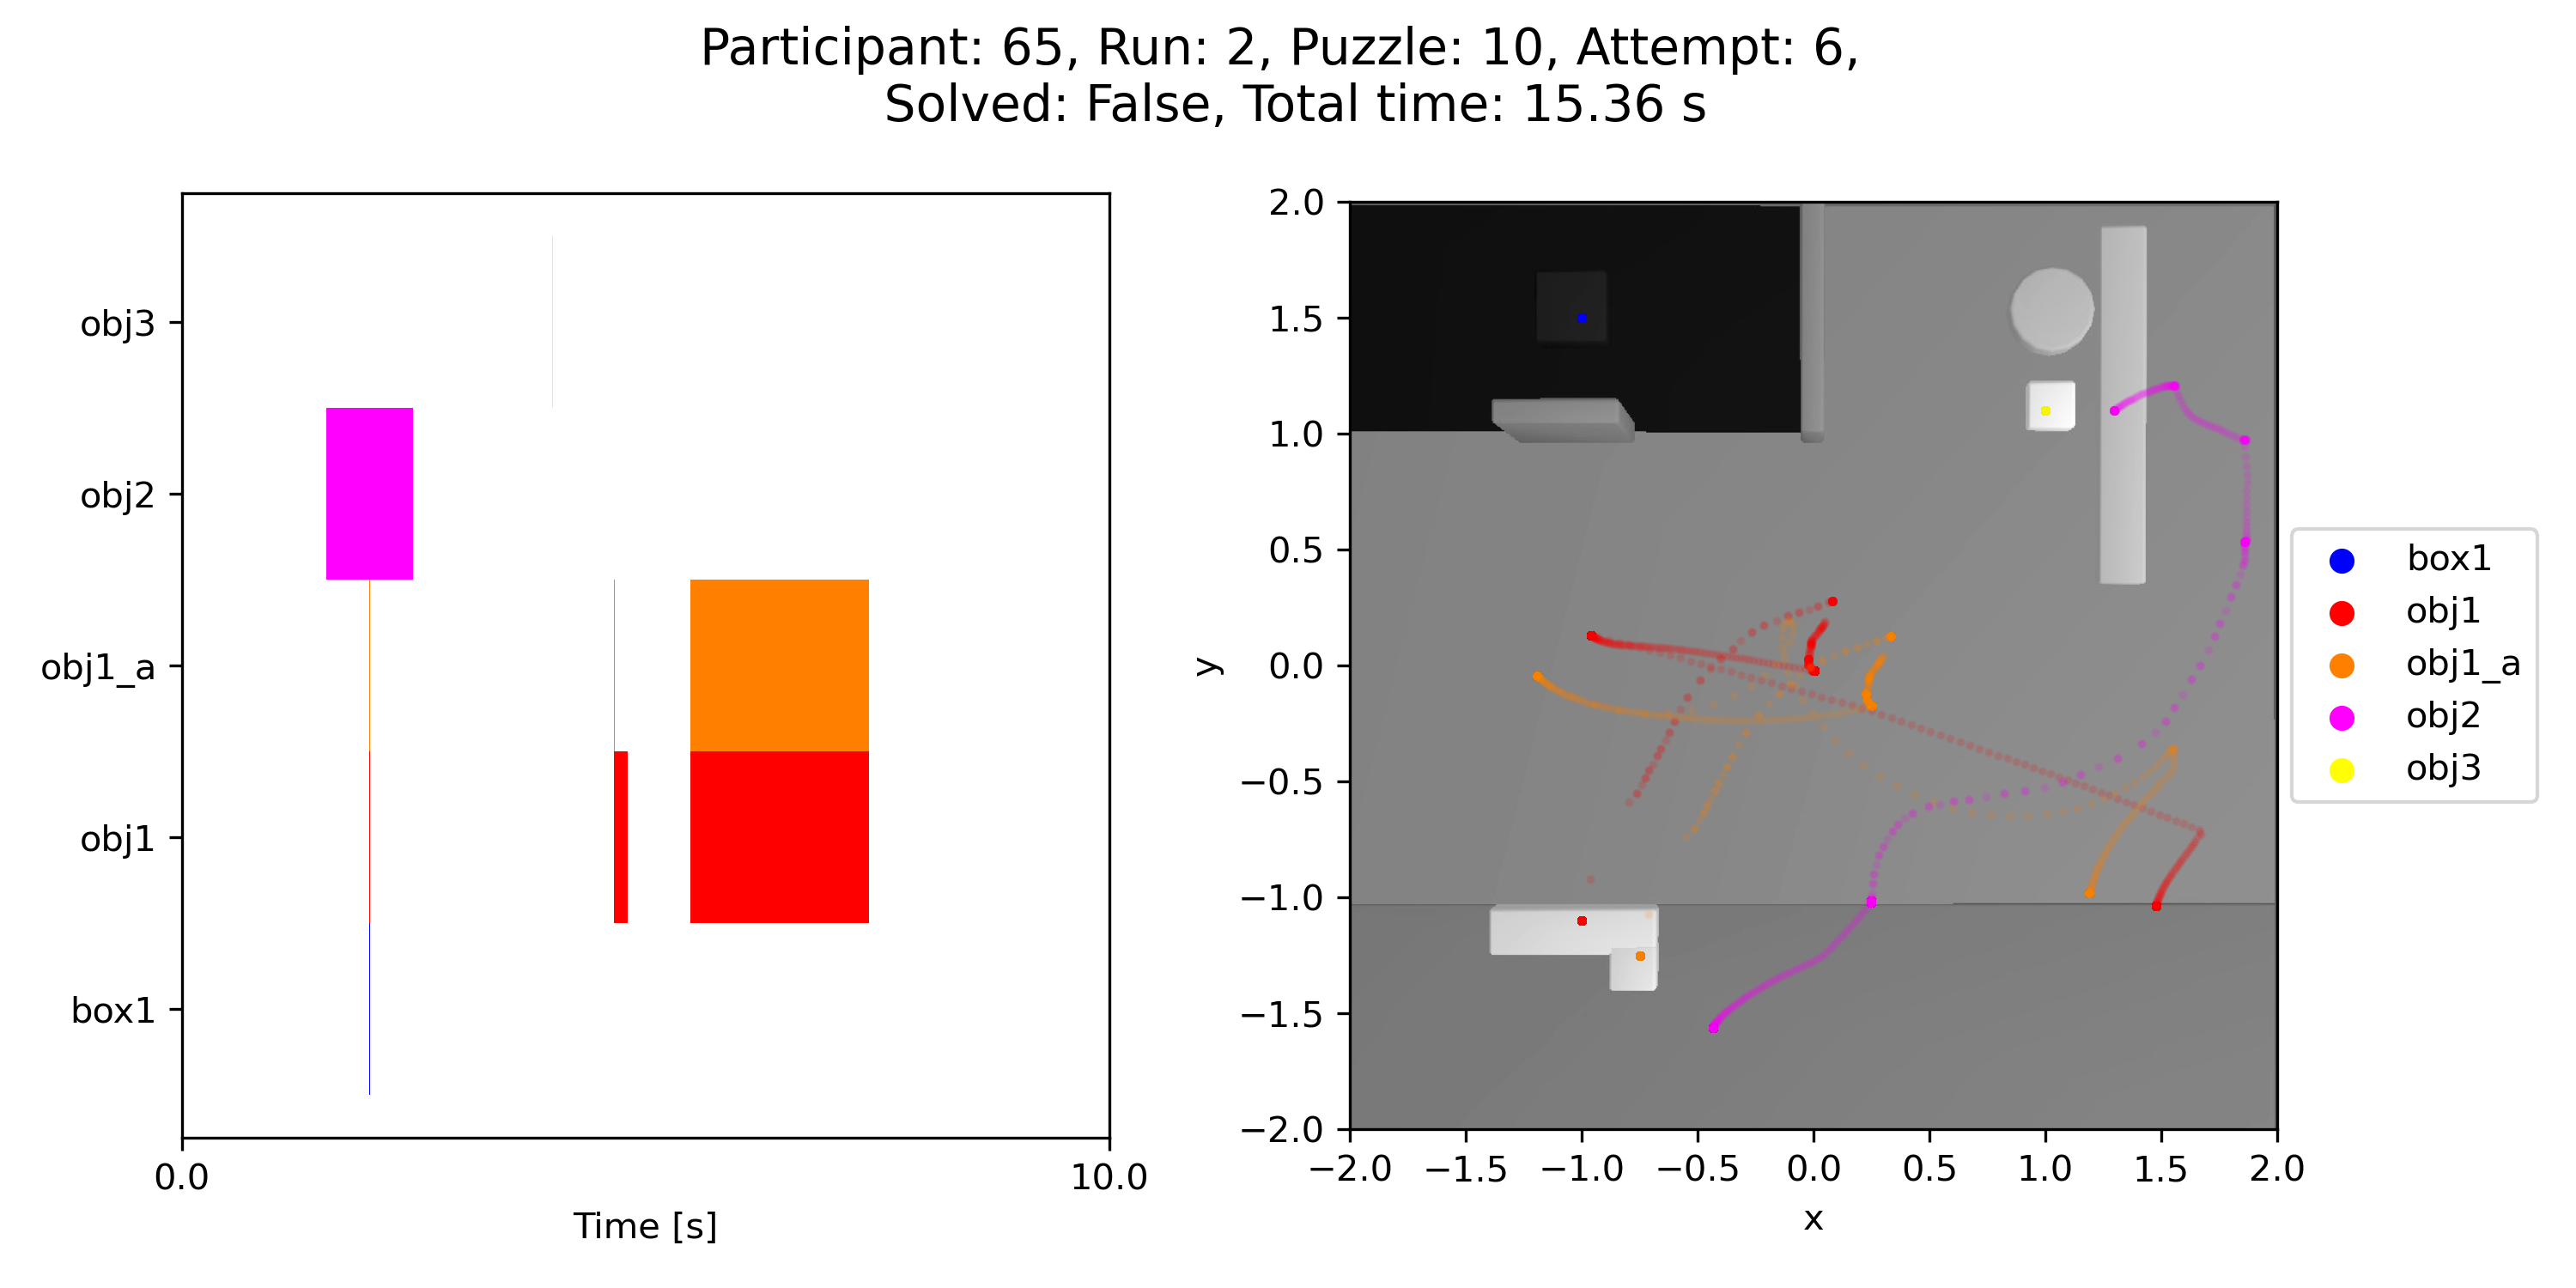 Participant: 65, Run: 2, Puzzle: 10, Attempt: 6,
Solved: False, Total time: 15.36 s
obj3
obj2
obj1_a
obj1
box1
0.0
10.0
Time [s]
2.0
1.5
1.0
0.5
0.0
−0.5
−1.0
−1.5
−2.0
y
−2.0
−1.5
−1.0
−0.5
0.0
0.5
1.0
1.5
2.0
x
box1
obj1
obj1_a
obj2
obj3